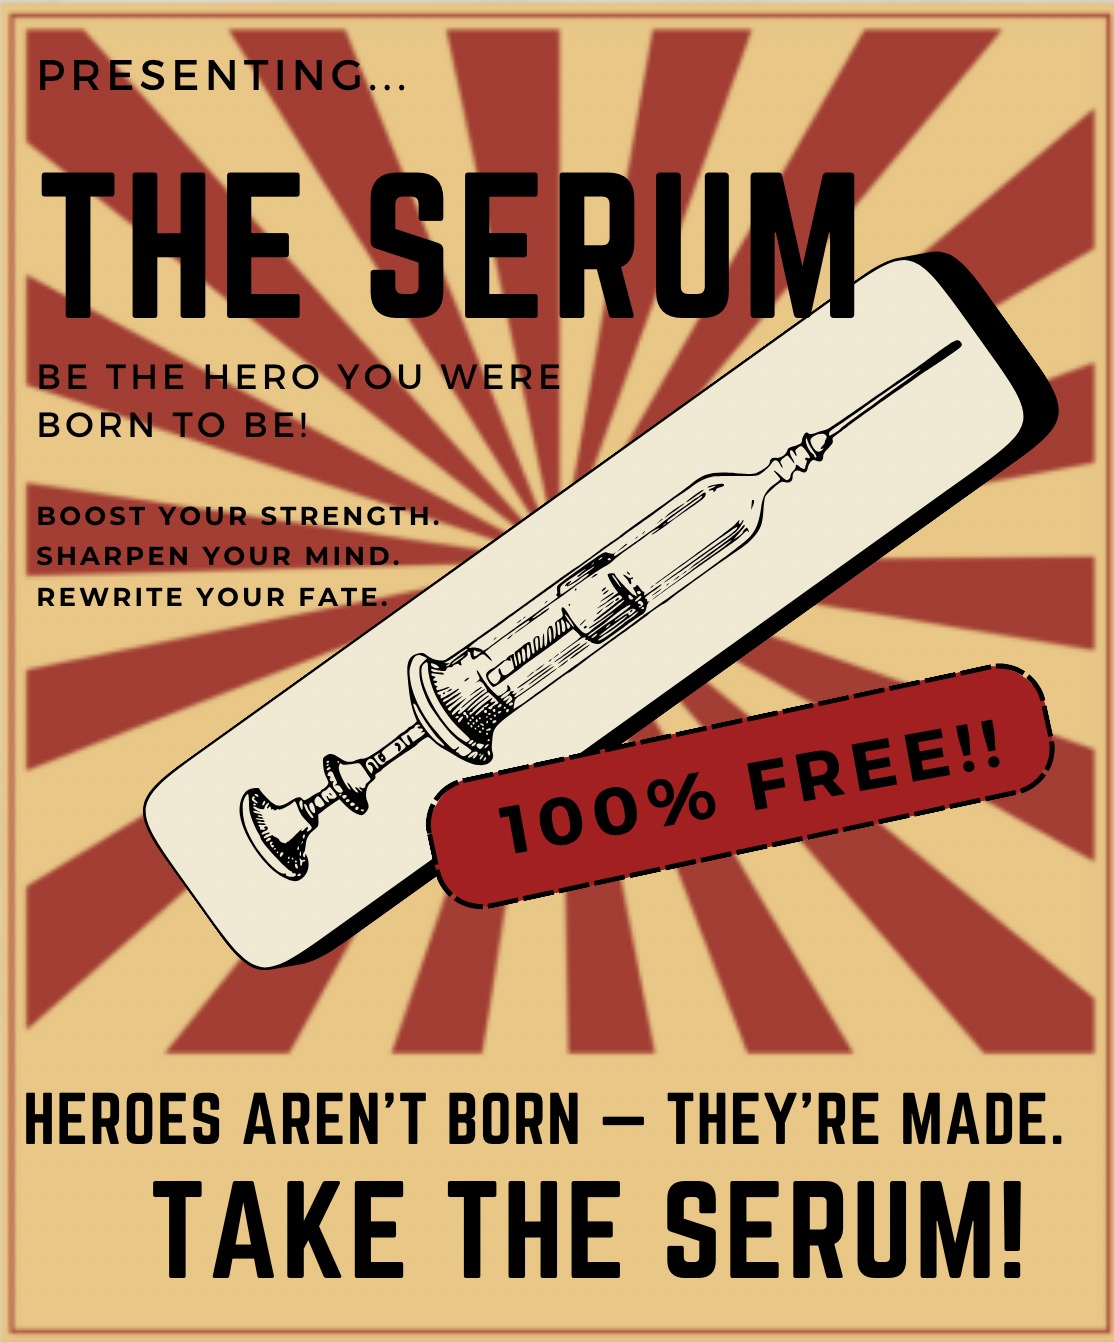 PRESENTING...
THE SERUM
BE THE HERO YOU WERE
BORN TO BE!
BOOST YOUR STRENGTH.
SHARPEN YOUR MIND.
REWRITE YOUR FATE.
100% FREE!!
HEROES AREN'T BORN — THEY'RE MADE.
TAKE THE SERUM!